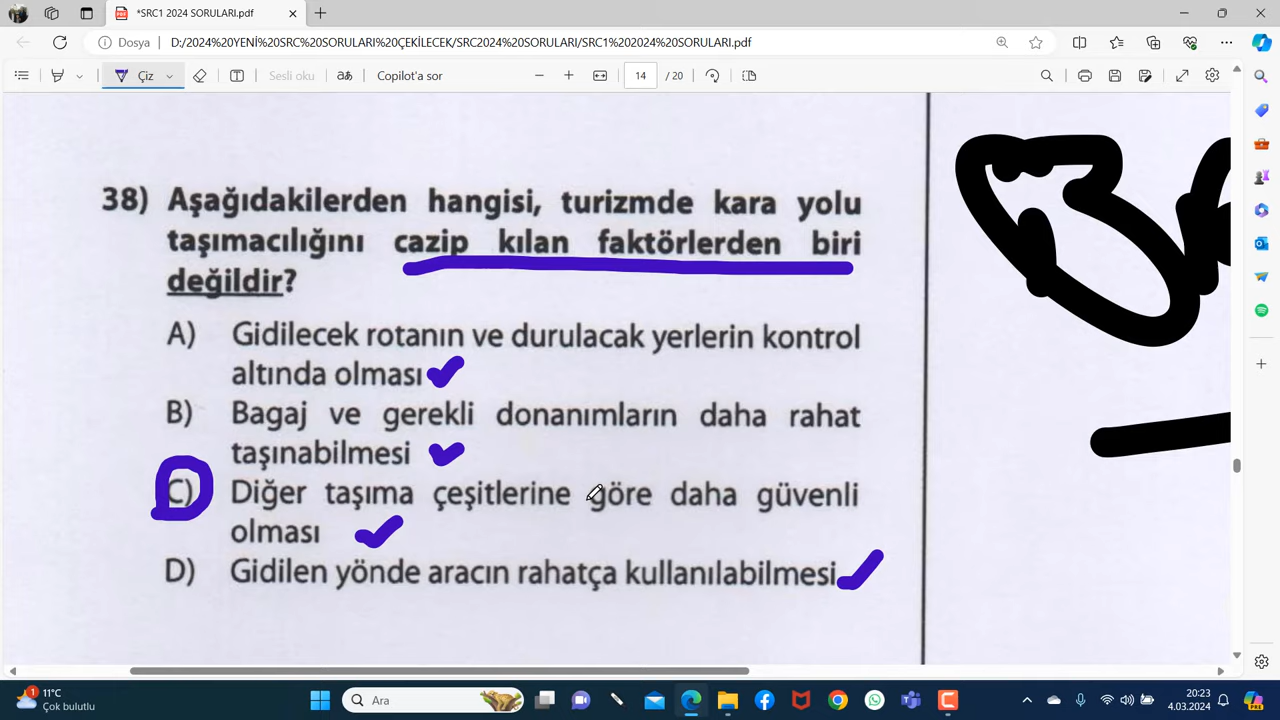 *SRC1 2024 SORULARI.pdf
Dosya
D:/2024%20YENİ%20SRC%20SORULARI%20ÇEKİLECEK/SRC2024%20SORULARI/SRC1%202024%20SORULARI.pdf
Çiz
Sesli oku
aあ
Copilot'a sor
14 / 20
38) Aşağıdakilerden hangisi, turizmde kara yolu
taşımacılığını cazip kılan faktörlerden biri
değildir?
A) Gidilecek rotanın ve durulacak yerlerin kontrol
altında olması
B) Bagaj ve gerekli donanımların daha rahat
taşınabilmesi
C) Diğer taşıma çeşitlerine göre daha güvenli
olması
D) Gidilen yönde aracın rahatça kullanılabilmesi
1
11°C
Çok bulutlu
Ara
20:23
4.03.2024